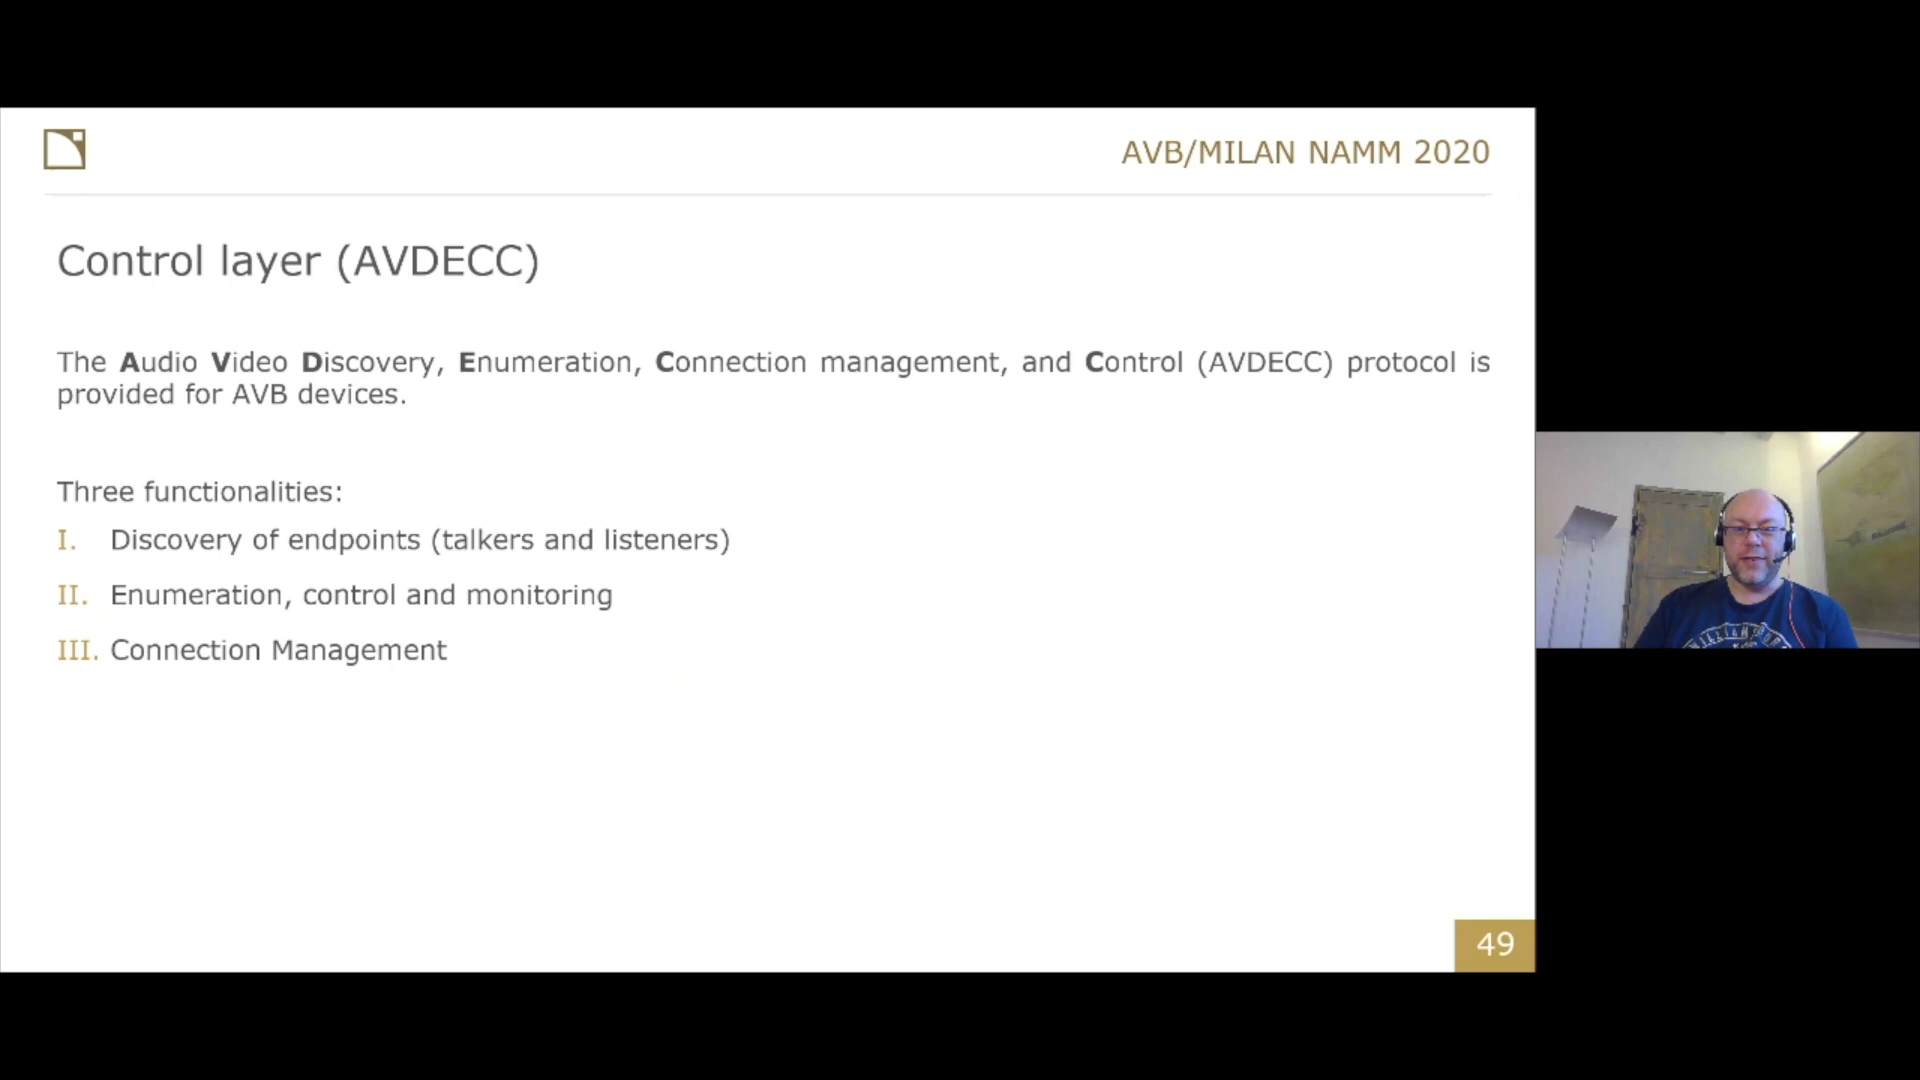 AVB/MILAN NAMM 2020
Control layer (AVDECC)
The Audio Video Discovery, Enumeration, Connection management, and Control (AVDECC) protocol is
provided for AVB devices.
Three functionalities:
I. Discovery of endpoints (talkers and listeners)
II. Enumeration, control and monitoring
III. Connection Management
49